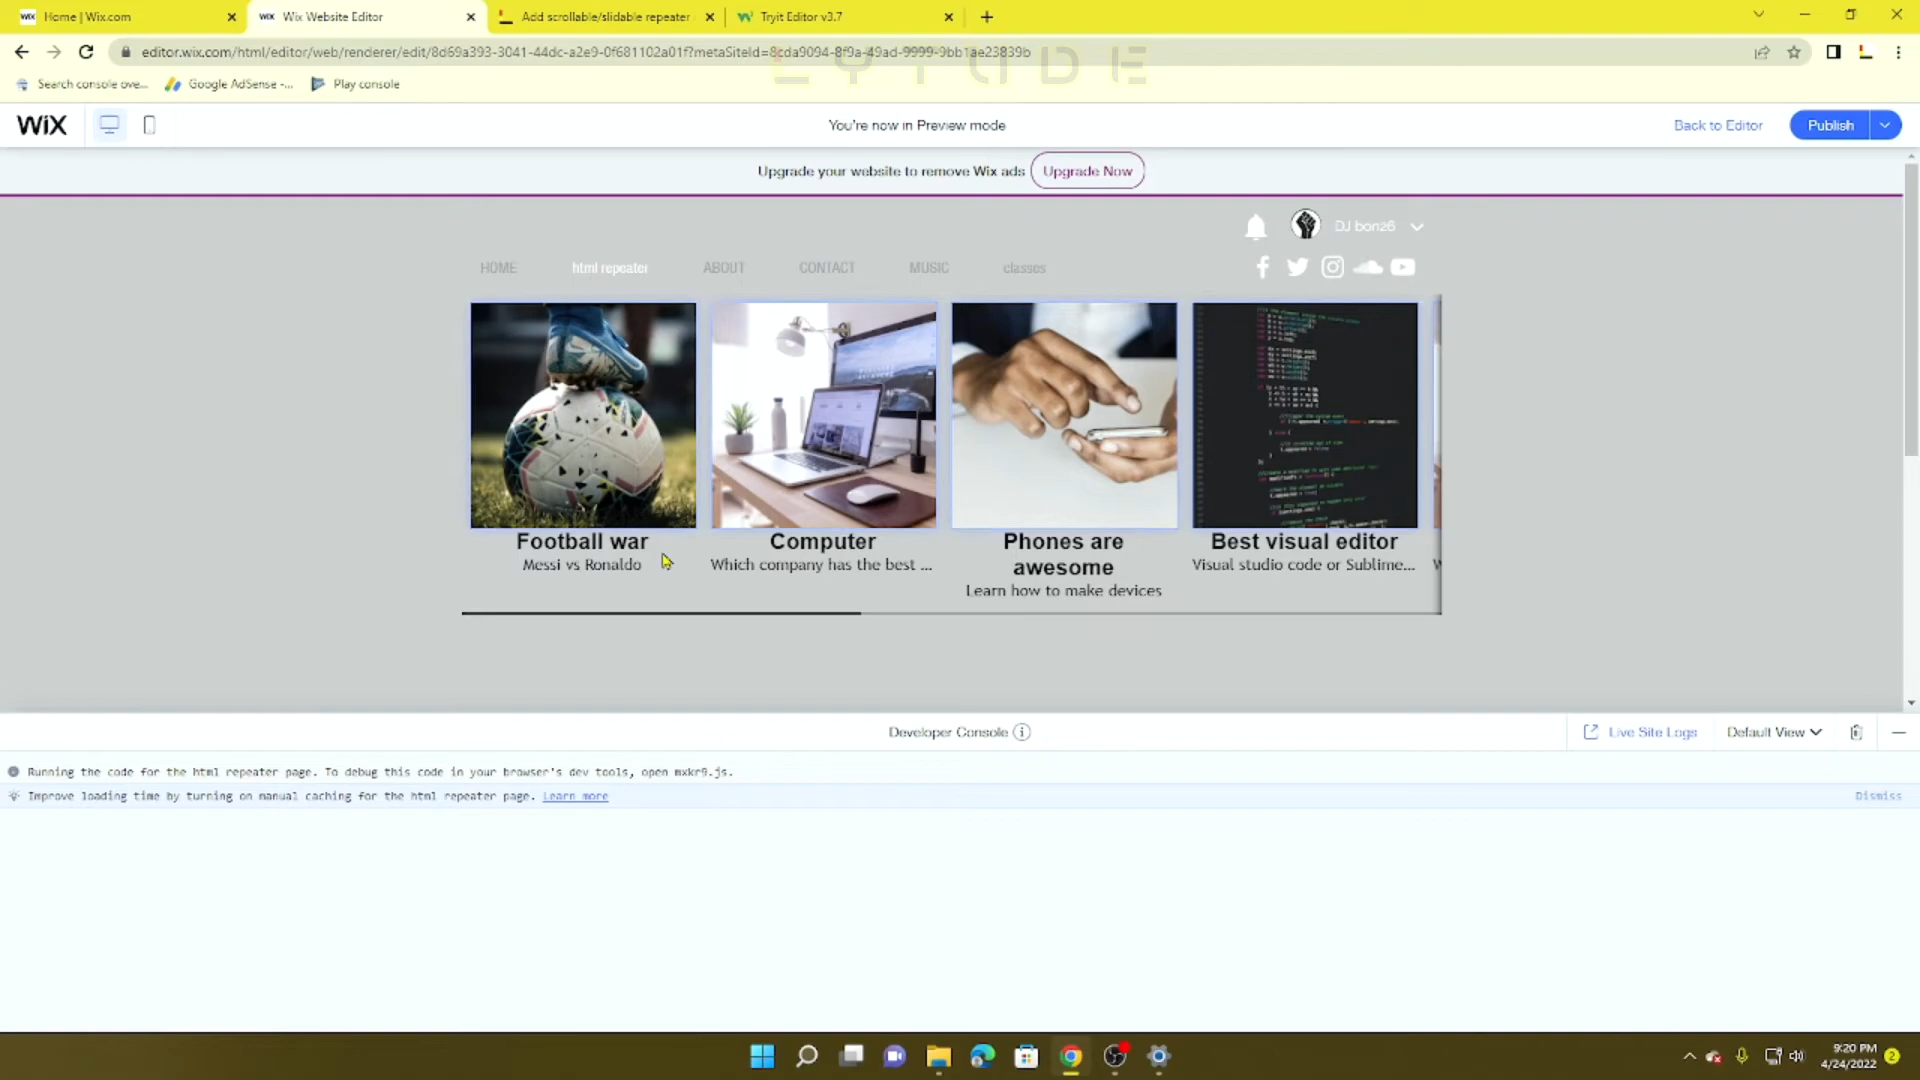 WIX Home | Wix.com
WIX Wix Website Editor
Add scrollable/slidable repeater
Tryit Editor v3.7
editor.wix.com/html/editor/web/renderer/edit/8d69a393-3041-44dc-a2e9-0f681102a01f?metaSiteId=8cda9094-8f9a-49ad-9999-9bb1ae23839b
Search console ove...
Google AdSense -...
Play console
WIX
You're now in Preview mode
Back to Editor
Publish
Upgrade your website to remove Wix ads
Upgrade Now
DJ bon26
HOME
html repeater
ABOUT
CONTACT
MUSIC
classes
Football war
Messi vs Ronaldo
Computer
Which company has the best ...
Phones are
awesome
Learn how to make devices
Best visual editor
Visual studio code or Sublime...
Developer Console
Live Site Logs
Default View
Running the code for the html repeater page. To debug this code in your browser's dev tools, open mxkr9.js.
Improve loading time by turning on manual caching for the html repeater page. Learn more
Dismiss
9:20 PM
4/24/2022
2